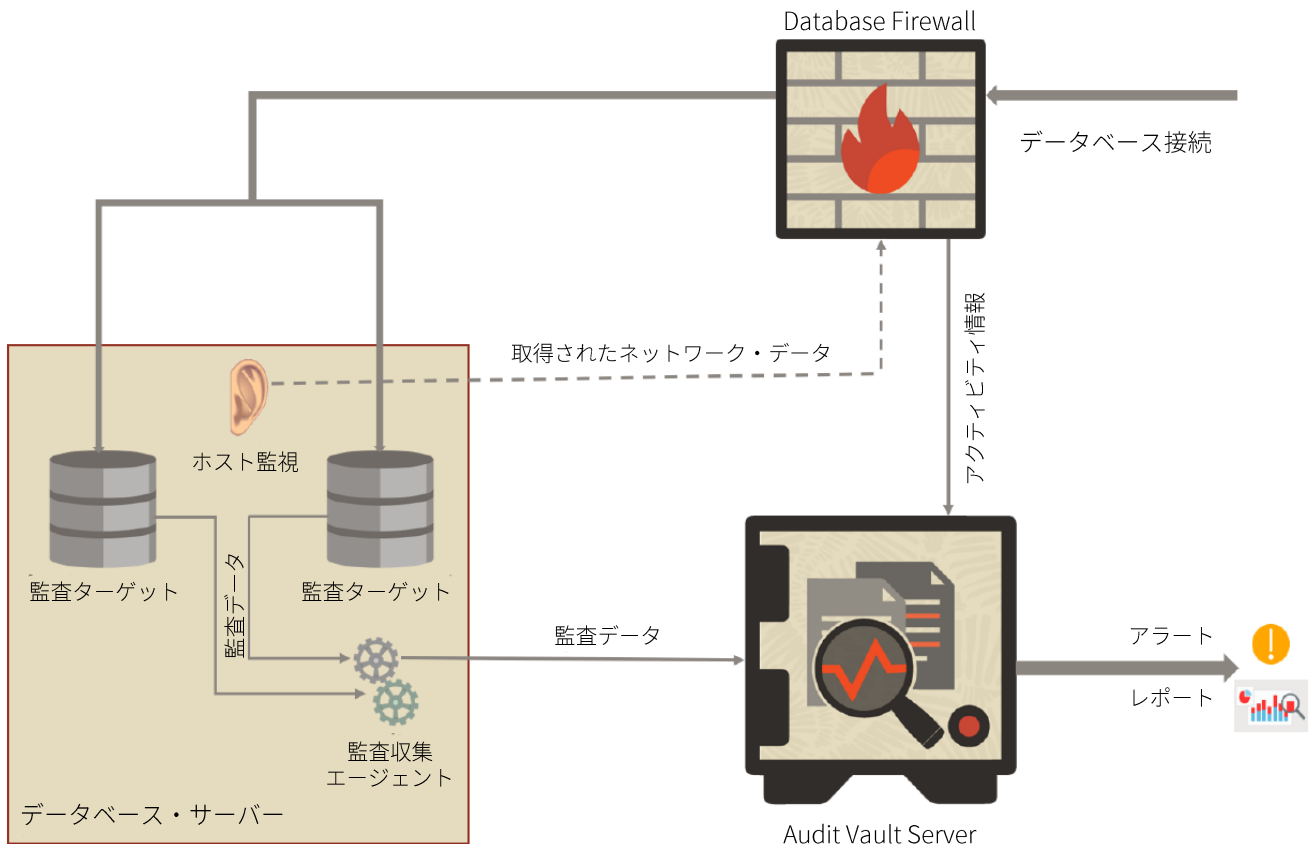 Database Firewall
データベース接続
アクティビティ情報
取得されたネットワーク・データ
ホスト監視
監査ターゲット
監査ターゲット
監査データ
監査データ
アラート
レポート
監査収集
エージェント
データベース・サーバー
Audit Vault Server